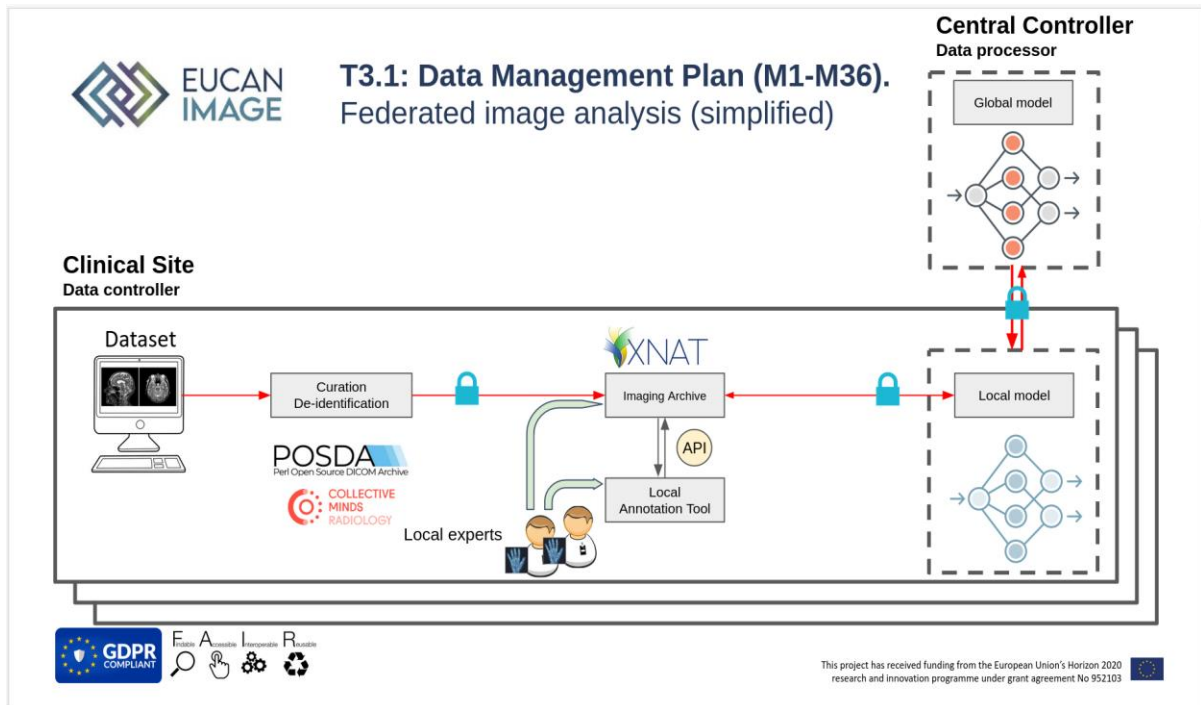 EUCAN
IMAGE
T3.1: Data Management Plan (M1-M36).
Federated image analysis (simplified)
Central Controller
Data processor
Global model
Clinical Site
Data controller
Dataset
Curation
De-identification
POSDA
Perl Open Source DICOM Archive
COLLECTIVE
MINDS
RADIOLOGY
XNAT
Imaging Archive
API
Local
Annotation Tool
Local experts
Local model
GDPR
COMPLIANT
Findable Accessible Interoperable Reusable
This project has received funding from the European Union's Horizon 2020
research and innovation programme under grant agreement No 952103